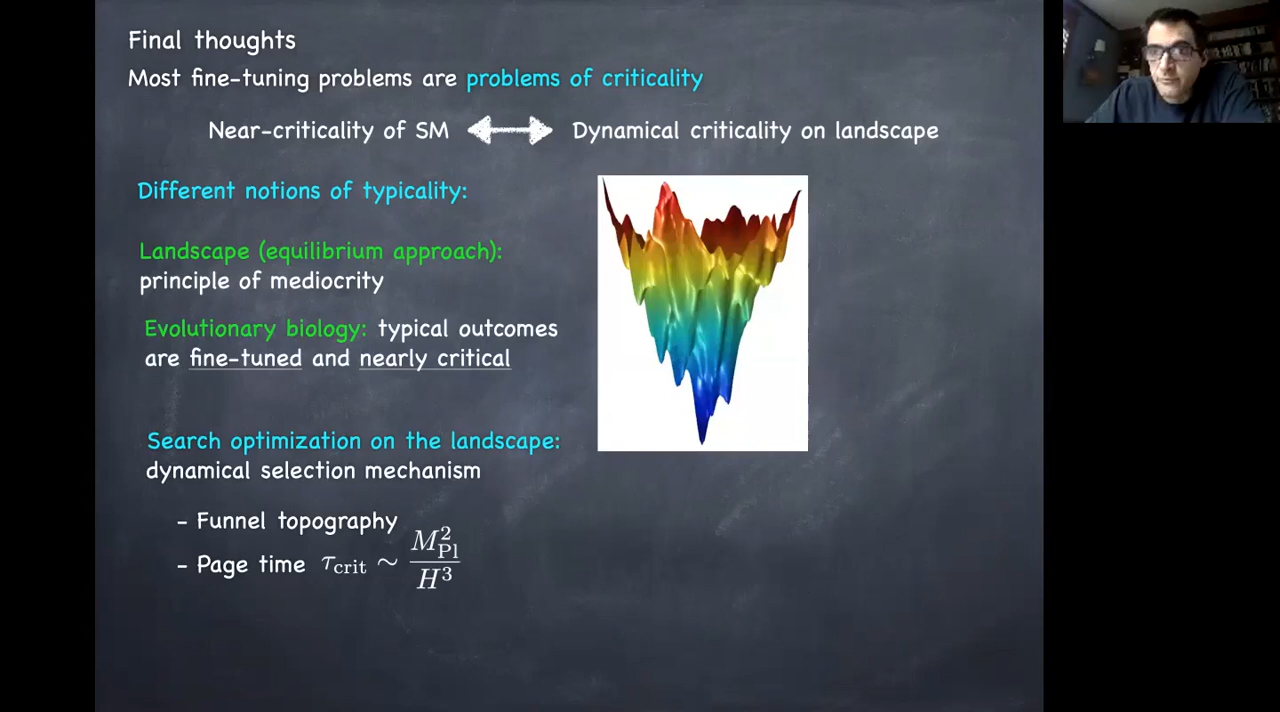 Final thoughts
Most fine-tuning problems are problems of criticality
Near-criticality of SM ⟷ Dynamical criticality on landscape
Different notions of typicality:
Landscape (equilibrium approach):
principle of mediocrity
Evolutionary biology: typical outcomes
are fine-tuned and nearly critical
Search optimization on the landscape:
dynamical selection mechanism
- Funnel topography
- Page time τ_crit ~ M_Pl^2 / H^3